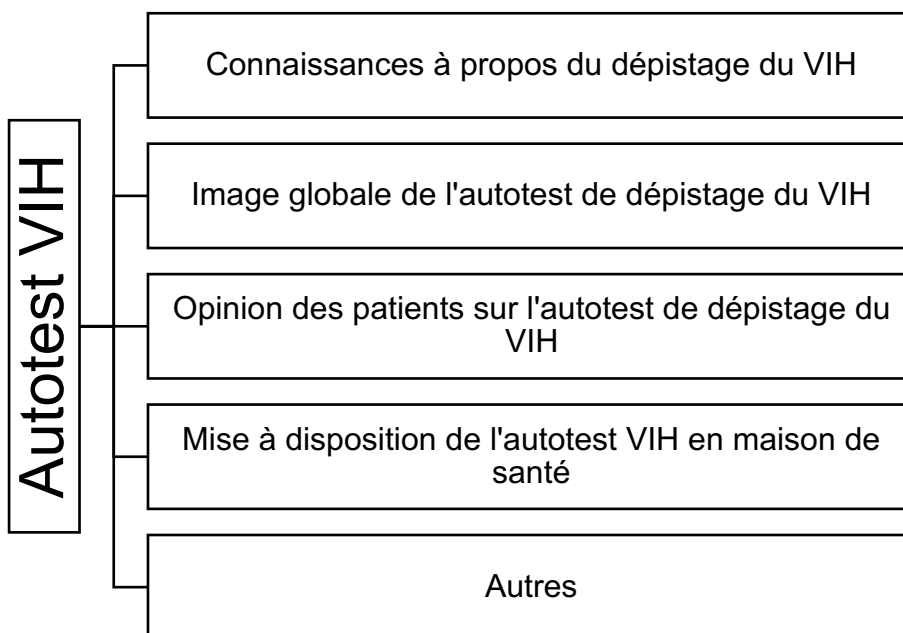 Autotest VIH
Connaissances à propos du dépistage du VIH
Image globale de l'autotest de dépistage du VIH
Opinion des patients sur l'autotest de dépistage du
VIH
Mise à disposition de l'autotest VIH en maison de
santé
Autres